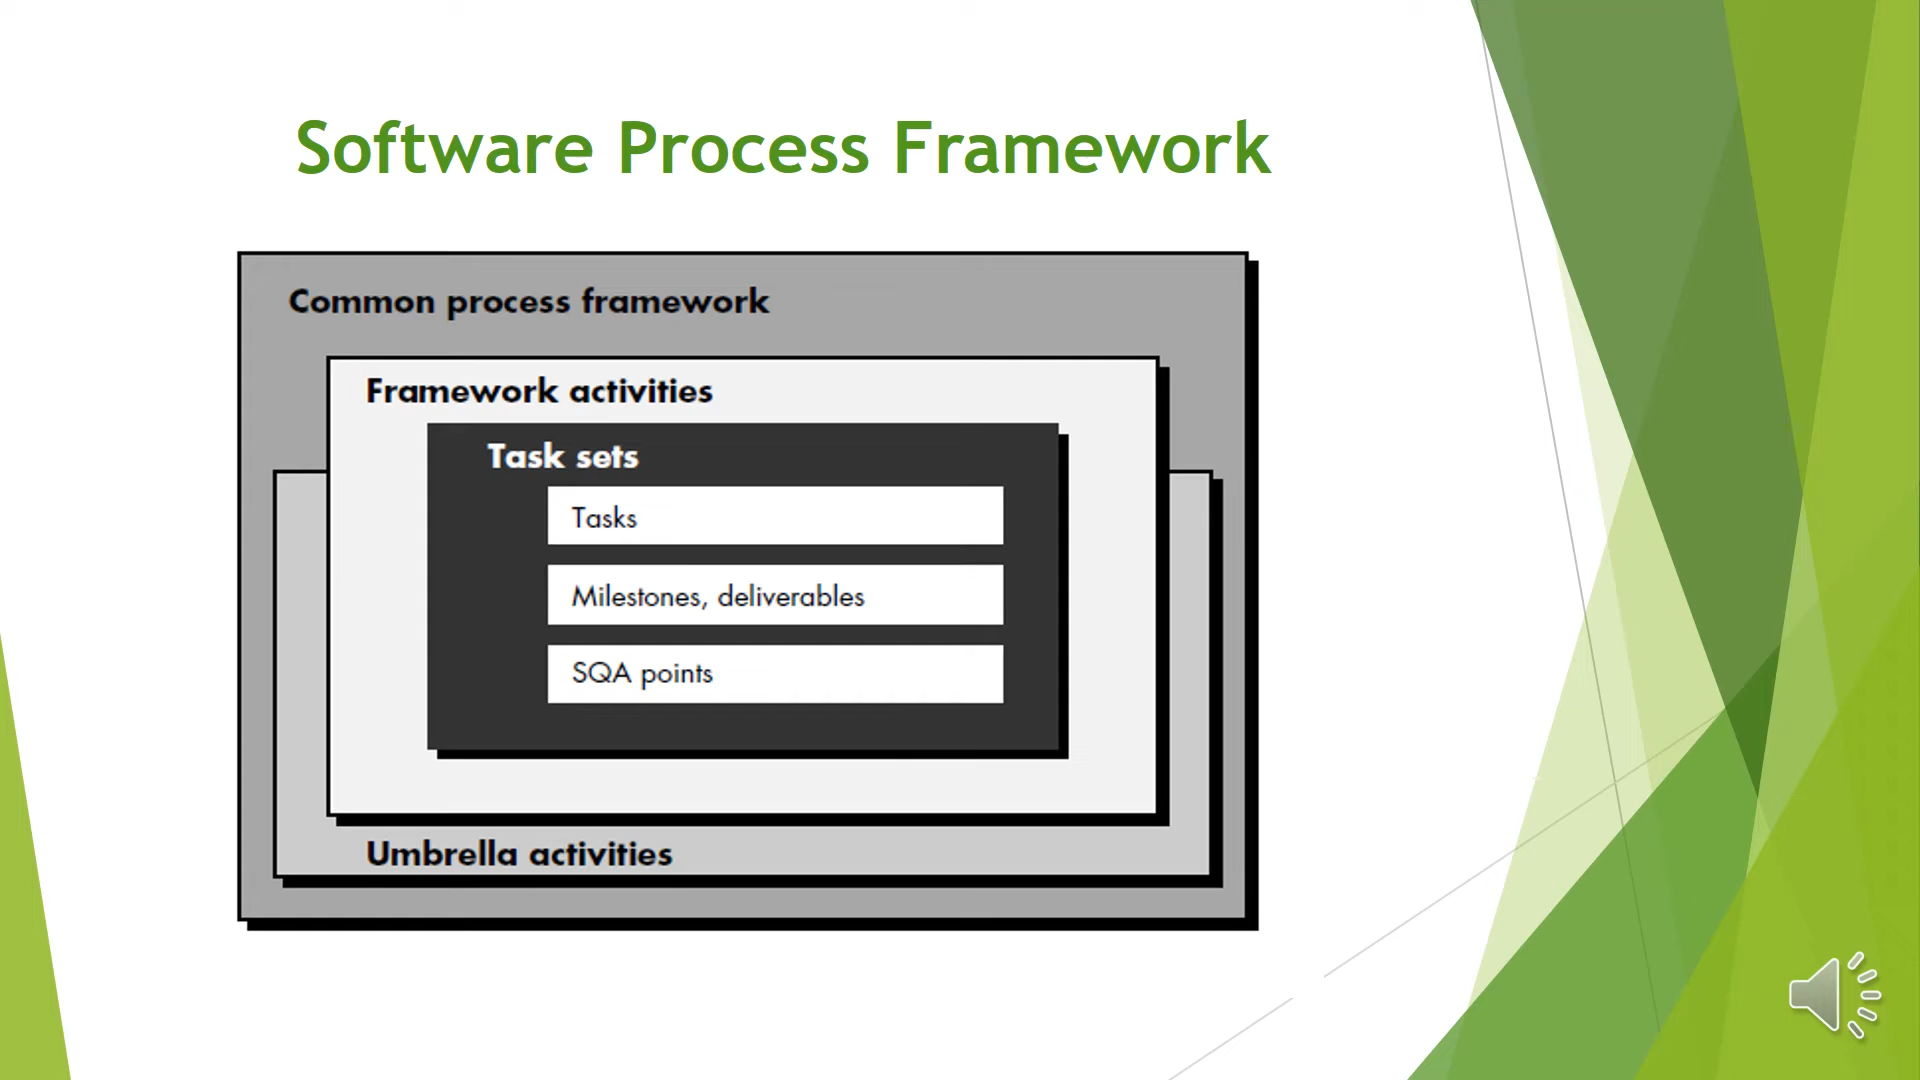 Software Process Framework
Common process framework
Framework activities
Task sets
Tasks
Milestones, deliverables
SQA points
Umbrella activities